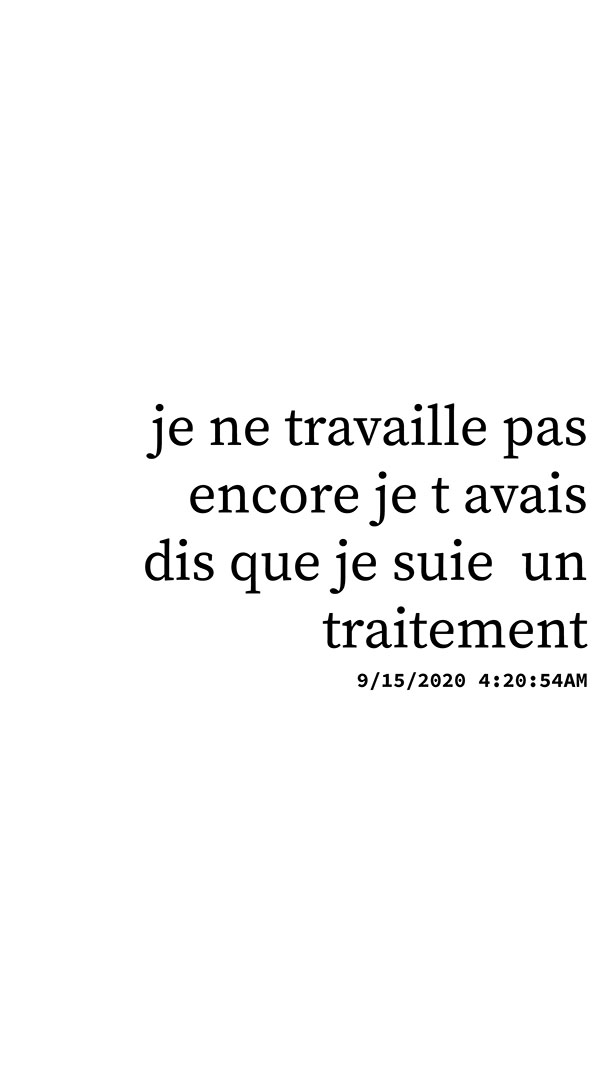 je ne travaille pas
encore je t avais
dis que je suie  un
traitement
9/15/2020 4:20:54AM